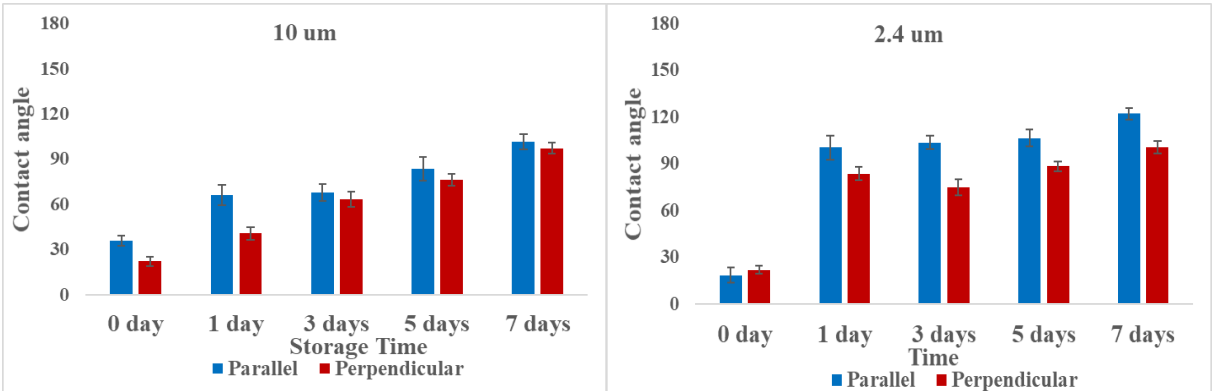 10 um
Contact angle
180
150
120
90
60
30
0
0 day 1 day 3 days 5 days 7 days
Storage Time
Parallel Perpendicular
2.4 um
Contact angle
180
150
120
90
60
30
0
0 day 1 day 3 days 5 days 7 days
Time
Parallel Perpendicular